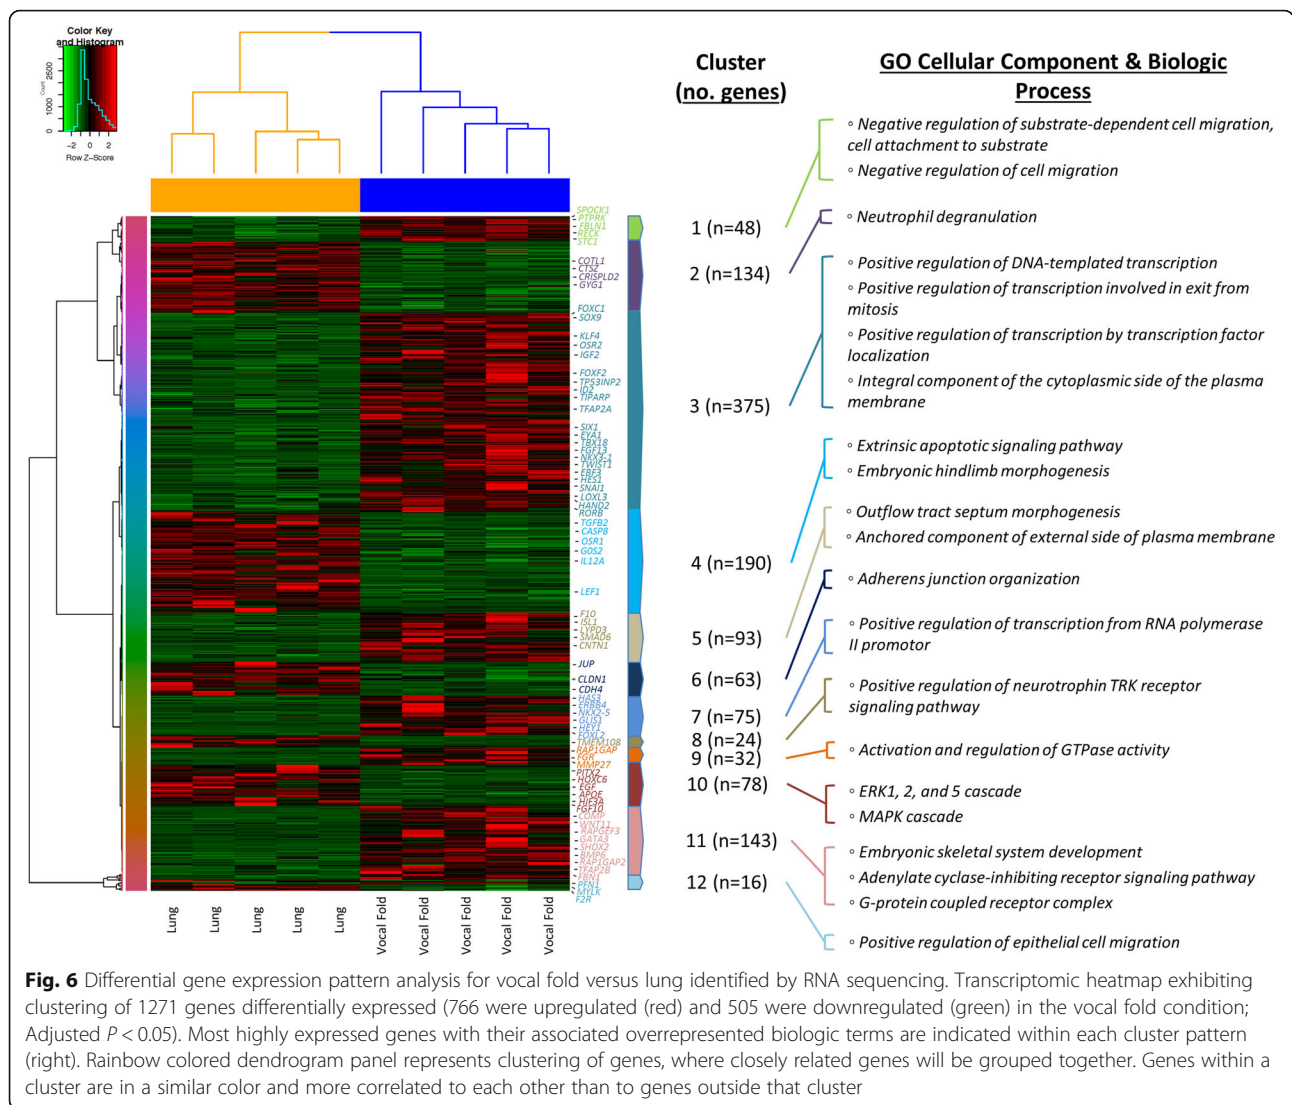 Color Key
and Histogram
Count
0 1000 2500
−2 0 2
Row Z−Score
Cluster
(no. genes)
GO Cellular Component & Biologic
Process
1 (n=48)
2 (n=134)
3 (n=375)
4 (n=190)
5 (n=93)
6 (n=63)
7 (n=75)
8 (n=24)
9 (n=32)
10 (n=78)
11 (n=143)
12 (n=16)
◦ Negative regulation of substrate-dependent cell migration,
cell attachment to substrate
◦ Negative regulation of cell migration
◦ Neutrophil degranulation
◦ Positive regulation of DNA-templated transcription
◦ Positive regulation of transcription involved in exit from
mitosis
◦ Positive regulation of transcription by transcription factor
localization
◦ Integral component of the cytoplasmic side of the plasma
membrane
◦ Extrinsic apoptotic signaling pathway
◦ Embryonic hindlimb morphogenesis
◦ Outflow tract septum morphogenesis
◦ Anchored component of external side of plasma membrane
◦ Adherens junction organization
◦ Positive regulation of transcription from RNA polymerase
II promotor
◦ Positive regulation of neurotrophin TRK receptor
signaling pathway
◦ Activation and regulation of GTPase activity
◦ ERK1, 2, and 5 cascade
◦ MAPK cascade
◦ Embryonic skeletal system development
◦ Adenylate cyclase-inhibiting receptor signaling pathway
◦ G-protein coupled receptor complex
◦ Positive regulation of epithelial cell migration
SPOCK1
PTPRK
FBLN1
RECK
STC1
COTL1
CTSZ
CRISPLD2
GYG1
FOXC1
SOX9
KLF4
OSR2
IGF2
FOXF2
TP53INP2
ID2
TIPARP
TFAP2A
SIX1
EYA1
TBX18
FGF13
NKX3-1
TWIST1
EBF3
HES1
SNAI1
LOXL3
HAND2
RORB
TGFB2
CASP8
OSR1
G0S2
IL12A
LEF1
F10
ISL1
LYPD3
SMAD6
CNTN1
JUP
CLDN1
CDH4
HAS3
ERBB4
NKX2-5
GLIS1
HEY1
FOXL2
TMEM108
RAP1GAP
FGR
MMP27
PITX2
HOXC6
EGF
APOE
HIF3A
FGF10
COMP
WNT11
RAPGEF3
GATA3
SHOX2
BMP6
RAP1GAP2
TFAP2B
FBN1
PFN1
MYLK
F2R
Lung
Lung
Lung
Lung
Lung
Vocal Fold
Vocal Fold
Vocal Fold
Vocal Fold
Vocal Fold
Fig. 6 Differential gene expression pattern analysis for vocal fold versus lung identified by RNA sequencing. Transcriptomic heatmap exhibiting
clustering of 1271 genes differentially expressed (766 were upregulated (red) and 505 were downregulated (green) in the vocal fold condition;
Adjusted P < 0.05). Most highly expressed genes with their associated overrepresented biologic terms are indicated within each cluster pattern
(right). Rainbow colored dendrogram panel represents clustering of genes, where closely related genes will be grouped together. Genes within a
cluster are in a similar color and more correlated to each other than to genes outside that cluster